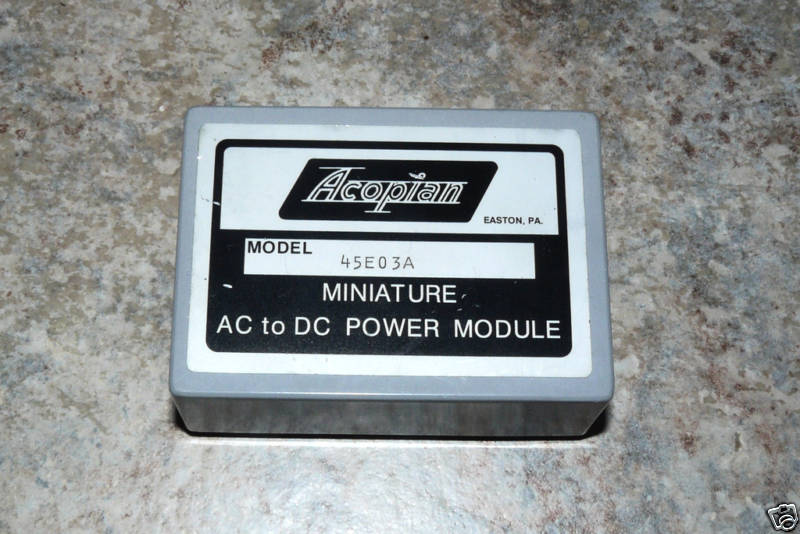 Acopian
EASTON, PA.
MODEL 45E03A
MINIATURE
AC to DC POWER MODULE